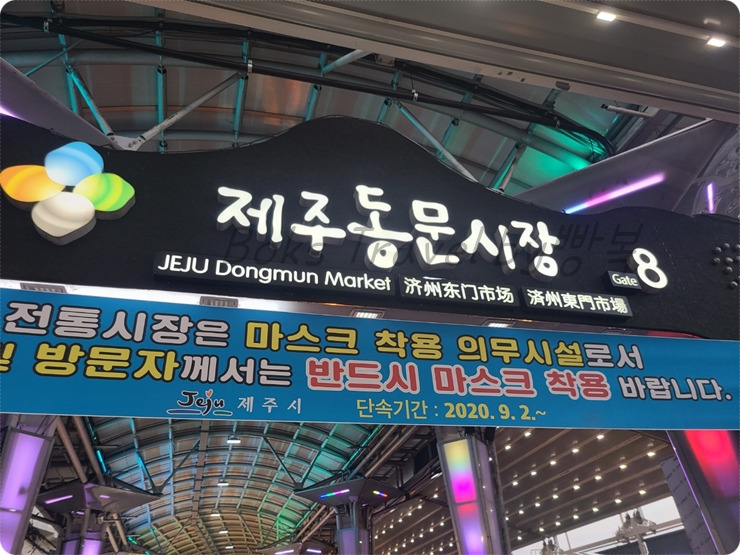 제주동문시장
Gate 8
JEJU Dongmun Market 济州东门市场 済州東門市場
전통시장은 마스크 착용 의무시설로서
및 방문자께서는 반드시 마스크 착용 바랍니다.
Jeju 제주시 단속기간 : 2020. 9. 2.~